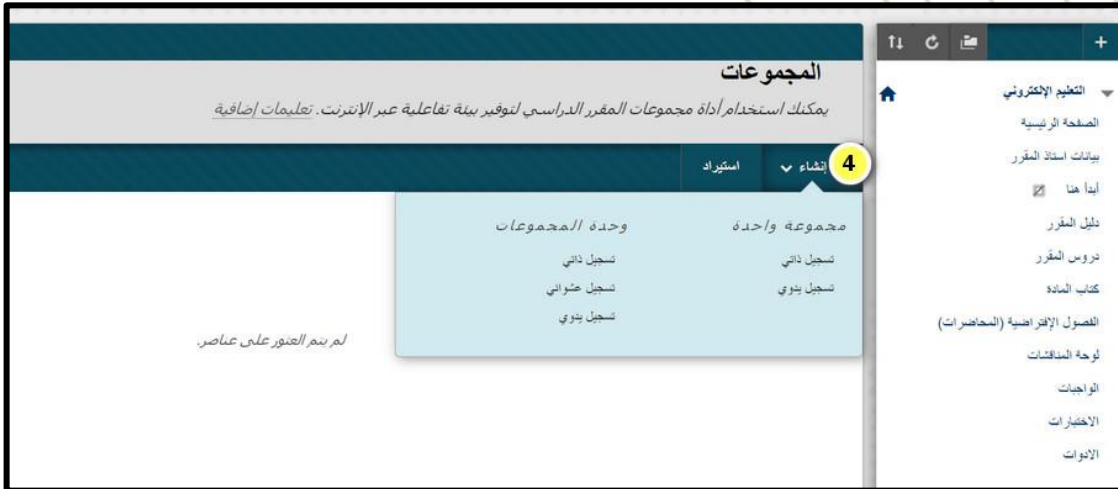 المجموعات
يمكنك استخدام أداة مجموعات المقرر الدراسي لتوفير بيئة تفاعلية عبر الإنترنت. تعليمات إضافية
4
إنشاء
استيراد
مجموعة واحدة
تسجيل ذاتي
تسجيل يدوي
وحدة المجموعات
تسجيل ذاتي
تسجيل عشوائي
تسجيل يدوي
لم يتم العثور على عناصر.
التعليم الإلكتروني
الصفحة الرئيسية
بيانات استاذ المقرر
أبدأ هنا
دليل المقرر
دروس المقرر
كتاب المادة
الفصول الإفتراضية (المحاضرات)
لوحة المناقشات
الواجبات
الاختبارات
الادوات